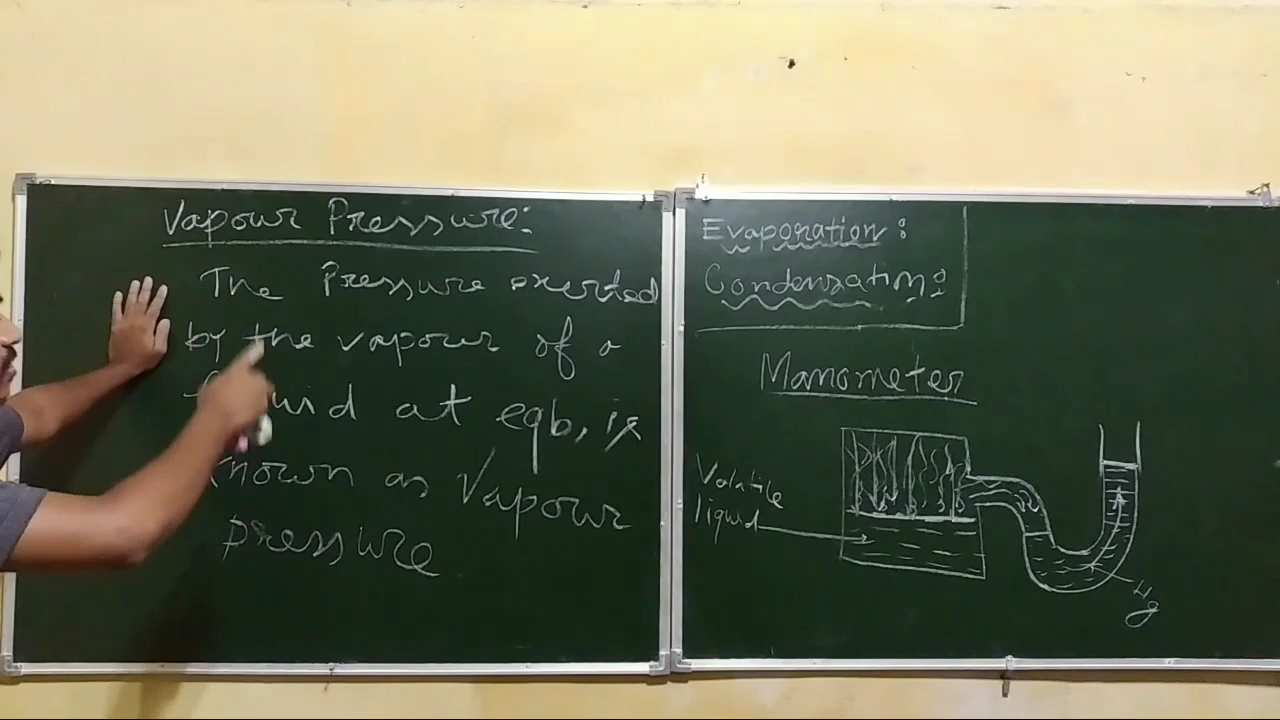 Vapour Pressure:
The Pressure exerted
by the vapour of a
at eqb, is
known as Vapour
pressure
Evaporation:
Condensation:
Manometer
Volatile
liquid
Hg